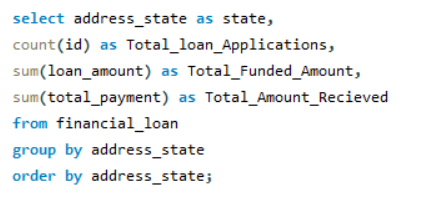 select address_state as state,
count(id) as Total_loan_Applications,
sum(loan_amount) as Total_Funded_Amount,
sum(total_payment) as Total_Amount_Recieved
from financial_loan
group by address_state
order by address_state;